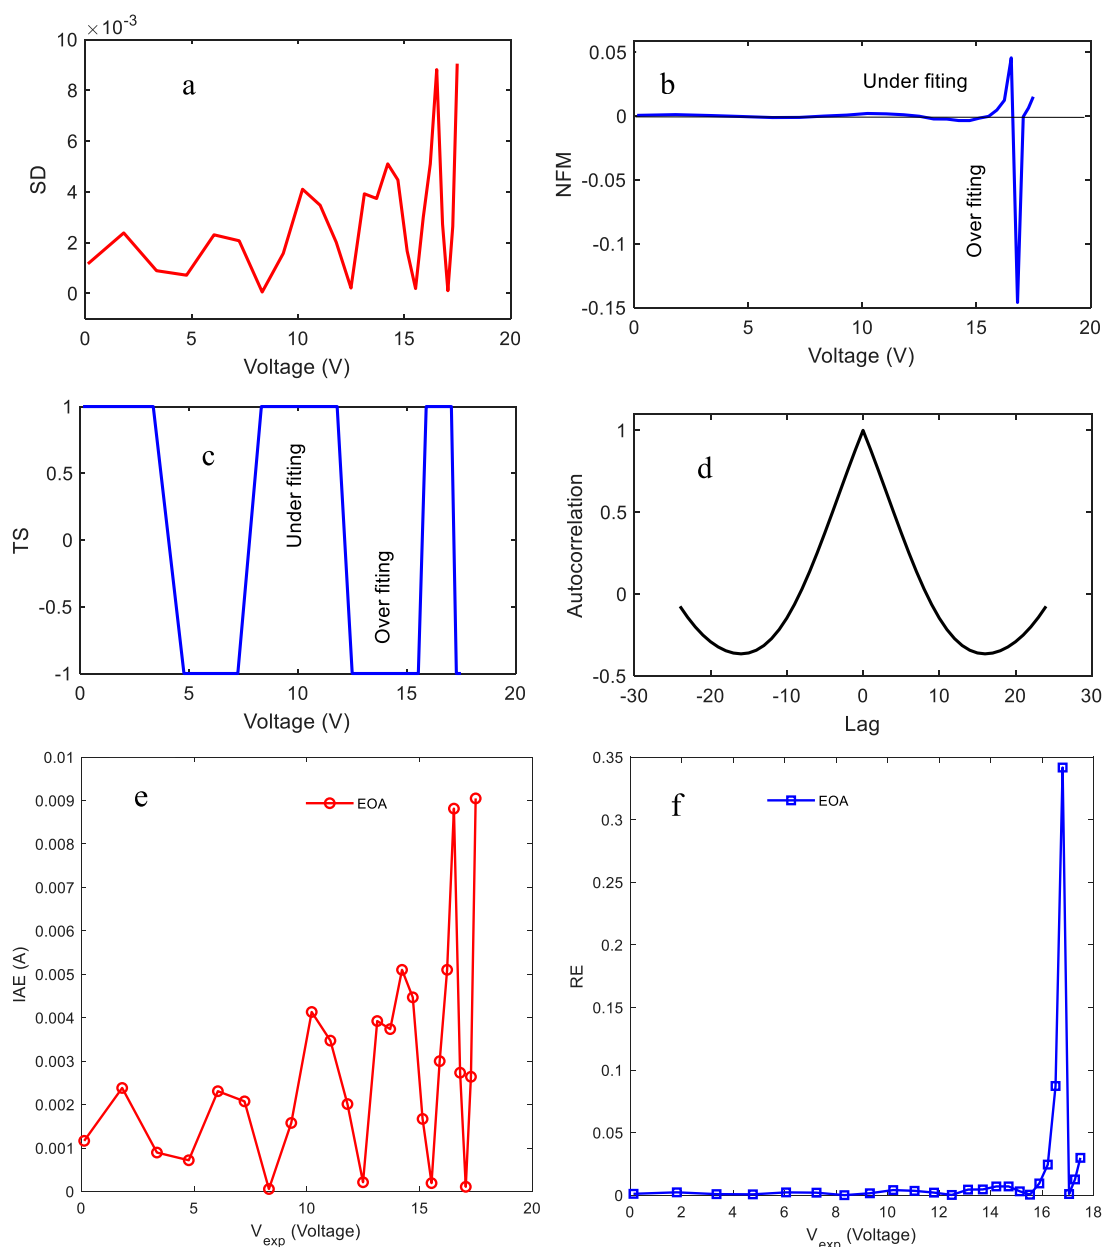 ×10⁻³
10
8
6
4
2
0
SD
a
0 5 10 15 20
Voltage (V)
0.05
0
-0.05
-0.1
-0.15
NFM
b
Under fiting
Over fiting
0 5 10 15 20
Voltage (V)
1
0.5
0
-0.5
-1
TS
c
Under fiting
Over fiting
0 5 10 15 20
Voltage (V)
1
0.5
0
-0.5
Autocorrelation
d
-30 -20 -10 0 10 20 30
Lag
0.01
0.009
0.008
0.007
0.006
0.005
0.004
0.003
0.002
0.001
0
IAE (A)
e
EOA
0 5 10 15 20
V_exp (Voltage)
0.35
0.3
0.25
0.2
0.15
0.1
0.05
0
RE
f
EOA
0 2 4 6 8 10 12 14 16 18
V_exp (Voltage)